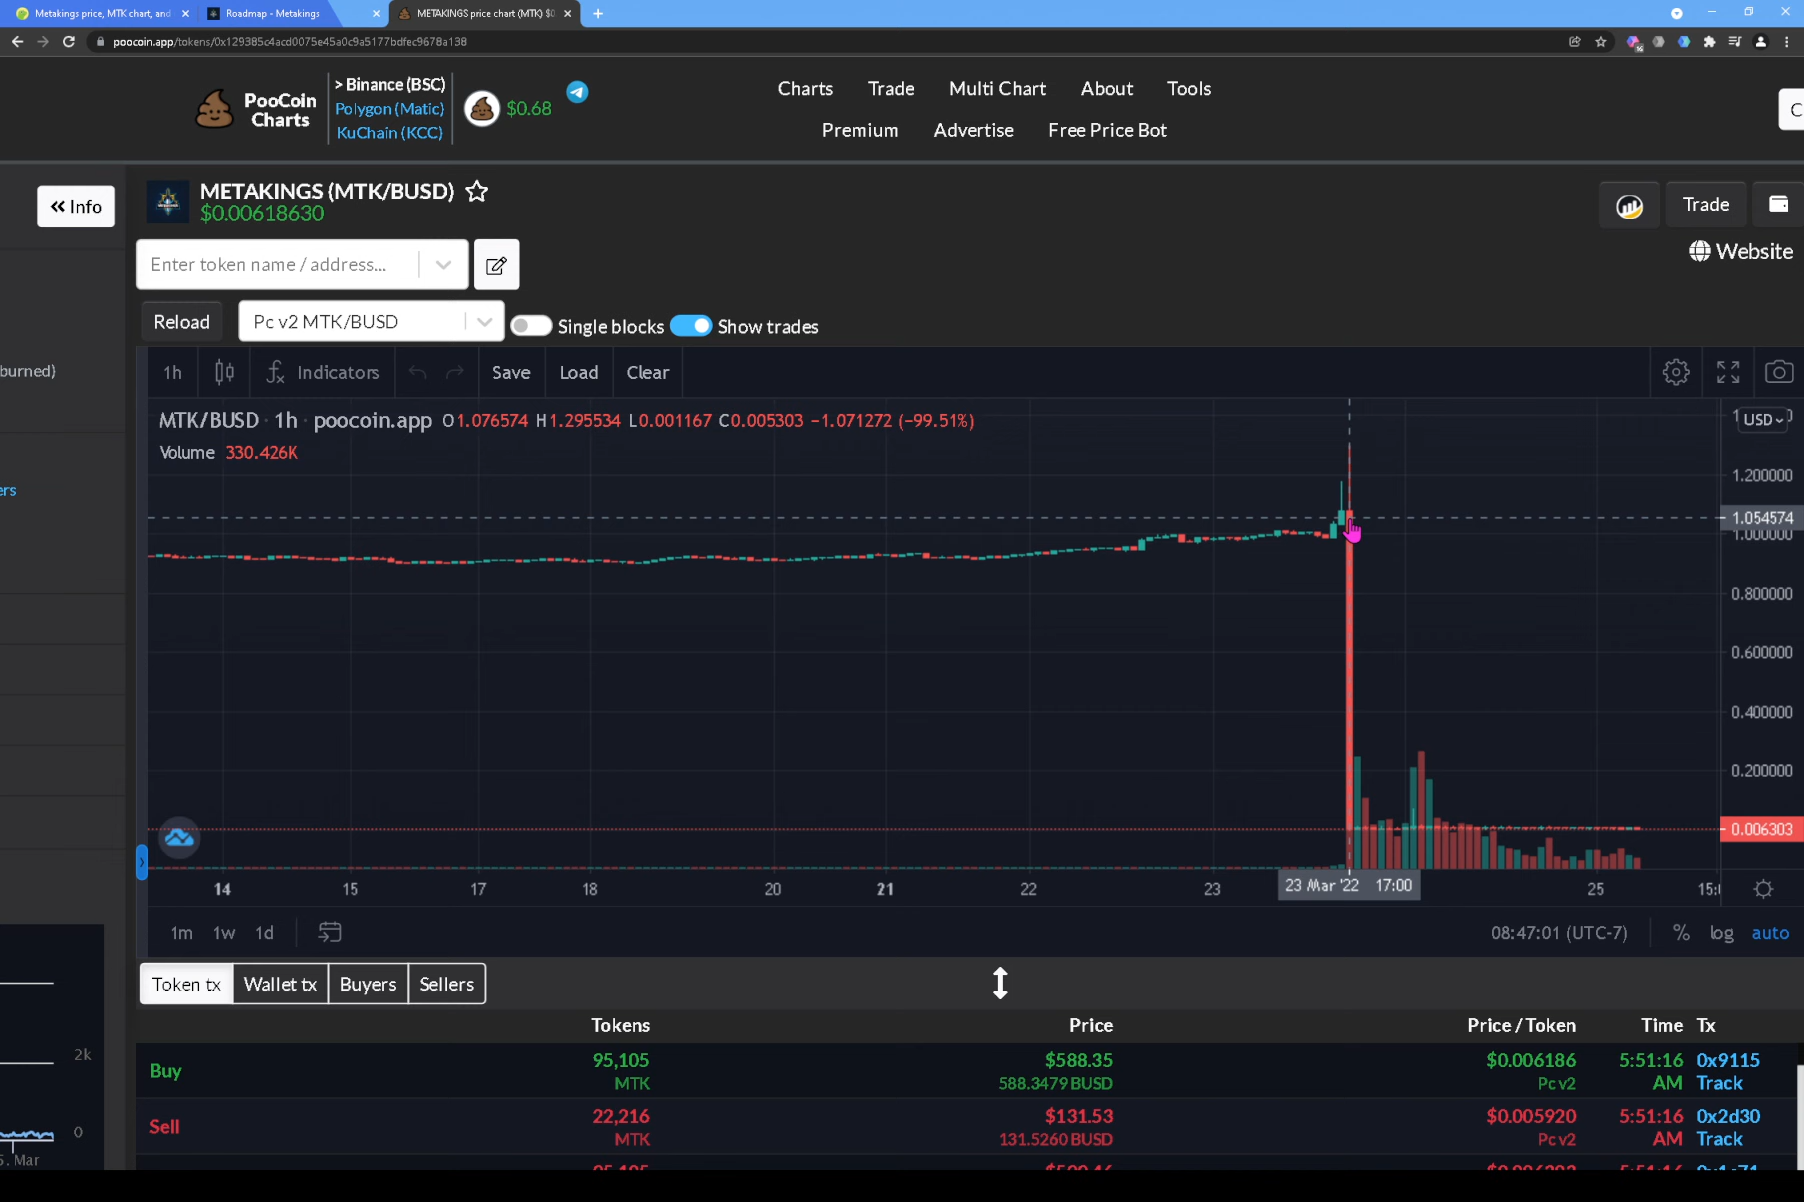 Metakings price, MTK chart, and
Roadmap - Metakings
METAKINGS price chart (MTK) $0
poocoin.app/tokens/0x129385c4acd0075e45a0c9a5177bdfec9678a138
PooCoin
Charts
> Binance (BSC)
Polygon (Matic)
KuChain (KCC)
$0.68
Charts Trade Multi Chart About Tools
Premium Advertise Free Price Bot
C
« Info
METAKINGS (MTK/BUSD)
$0.00618630
Trade
Enter token name / address...
Website
Reload
Pc v2 MTK/BUSD
Single blocks
Show trades
burned)
1h Indicators Save Load Clear
MTK/BUSD · 1h · poocoin.app O1.076574 H1.295534 L0.001167 C0.005303 −1.071272 (−99.51%)
USD
Volume 330.426K
1.200000
ers
1.054574
1.000000
0.800000
0.600000
0.400000
0.200000
0.006303
14 15 17 18 20 21 22 23 23 Mar '22 17:00 25 15:
1m 1w 1d
08:47:01 (UTC-7) % log auto
Token tx Wallet tx Buyers Sellers
Tokens Price Price / Token Time Tx
2k
Buy 95,105 $588.35 $0.006186 5:51:16 0x9115
MTK 588.3479 BUSD Pc v2 AM Track
Sell 22,216 $131.53 $0.005920 5:51:16 0x2d30
0
MTK 131.5260 BUSD Pc v2 AM Track
. Mar